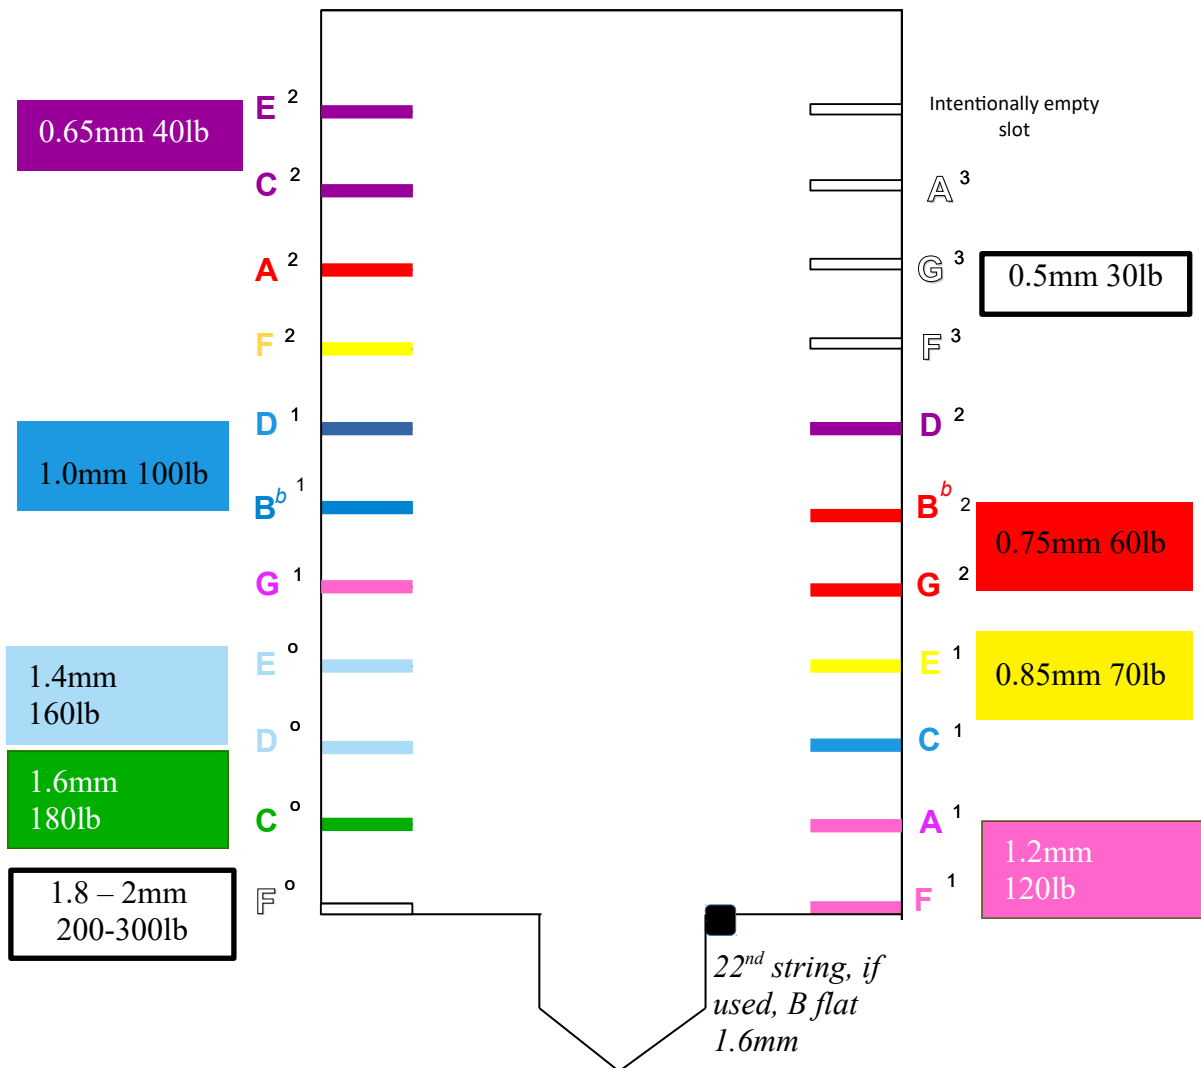 E 2
0.65mm 40lb
C 2
A 2
F 2
D 1
1.0mm 100lb
Bb 1
G 1
E o
1.4mm
160lb
D o
1.6mm
180lb
C o
1.8 – 2mm
200-300lb
F o
Intentionally empty
slot
A 3
G 3
0.5mm 30lb
F 3
D 2
Bb 2
0.75mm 60lb
G 2
E 1
0.85mm 70lb
C 1
A 1
1.2mm
120lb
F 1
22nd string, if
used, B flat
1.6mm